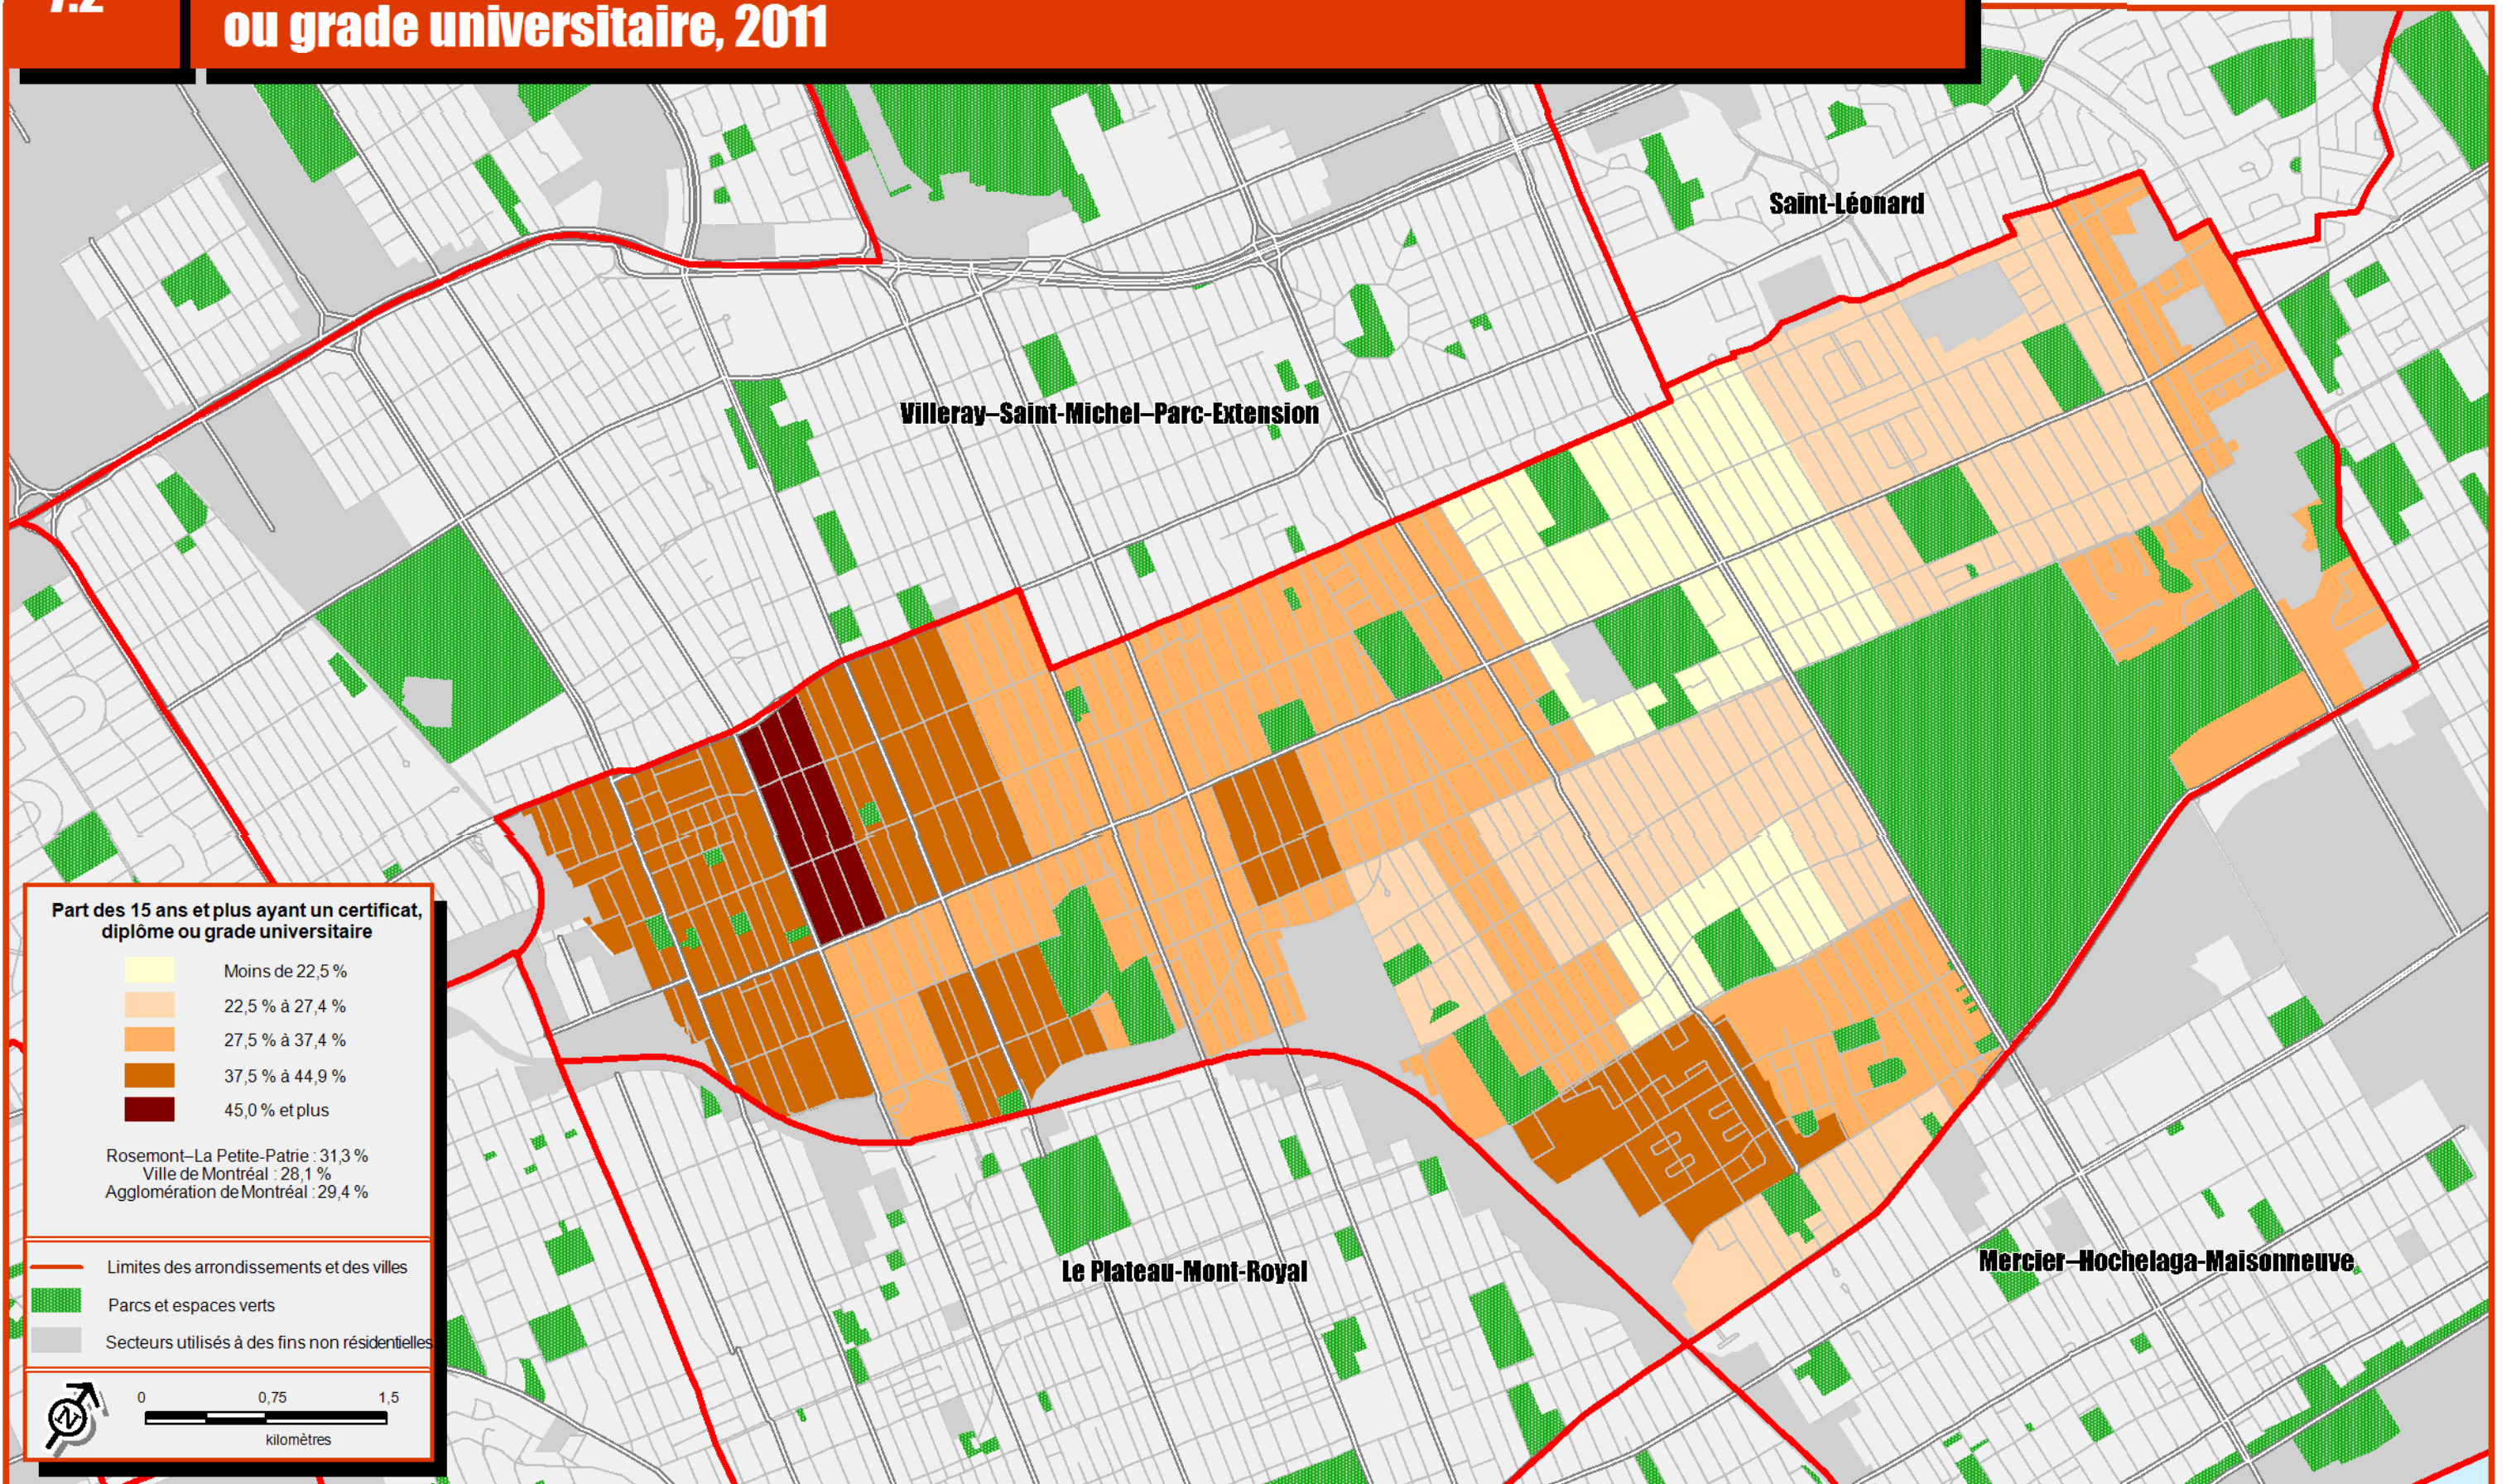 7.2
ou grade universitaire, 2011
Saint-Léonard
Villeray–Saint-Michel–Parc-Extension
Part des 15 ans et plus ayant un certificat,
diplôme ou grade universitaire
Moins de 22,5 %
22,5 % à 27,4 %
27,5 % à 37,4 %
37,5 % à 44,9 %
45,0 % et plus
Rosemont–La Petite-Patrie : 31,3 %
Ville de Montréal : 28,1 %
Agglomération de Montréal : 29,4 %
Limites des arrondissements et des villes
Parcs et espaces verts
Secteurs utilisés à des fins non résidentielles
N
0 0,75 1,5
kilomètres
Le Plateau-Mont-Royal
Mercier–Hochelaga-Maisonneuve